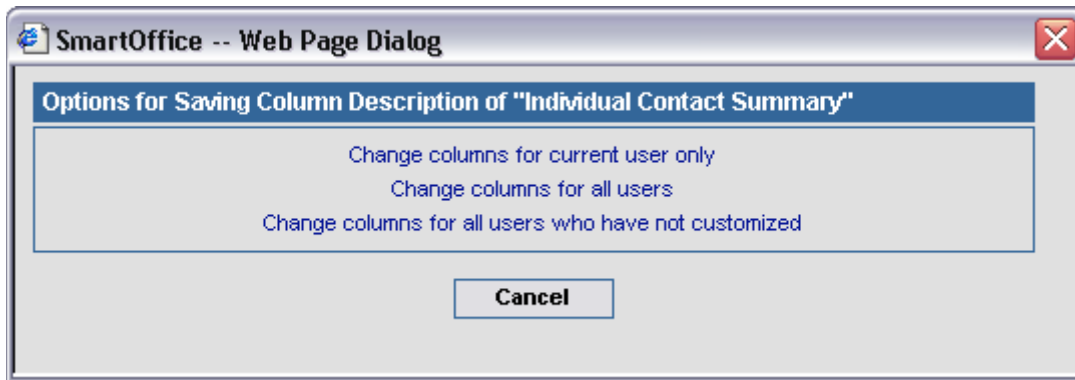 SmartOffice -- Web Page Dialog
Options for Saving Column Description of "Individual Contact Summary"
Change columns for current user only
Change columns for all users
Change columns for all users who have not customized
Cancel